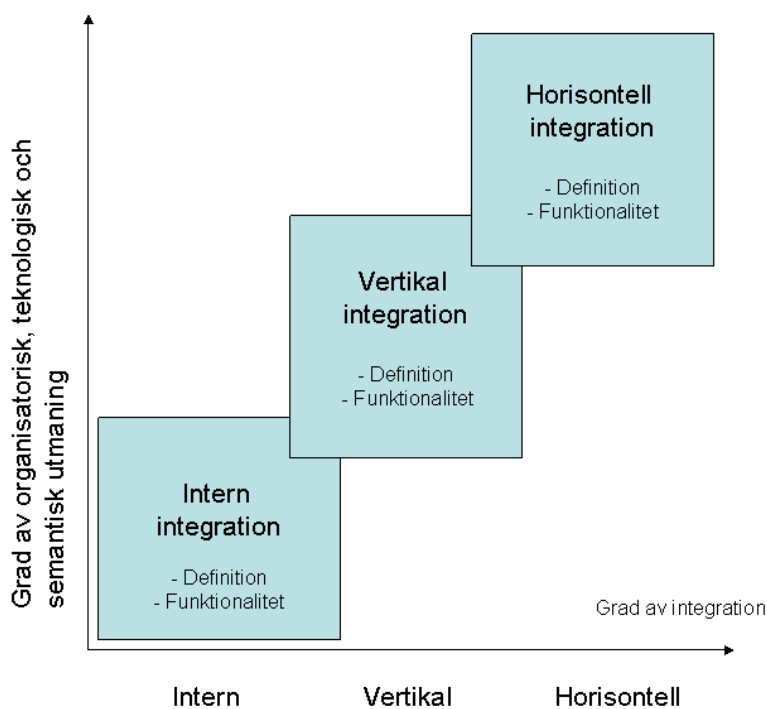 Grad av organisatorisk, teknologisk och
semantisk utmaning
Horisontell
integration
- Definition
- Funktionalitet
Vertikal
integration
- Definition
- Funktionalitet
Intern
integration
- Definition
- Funktionalitet
Grad av integration
Intern
Vertikal
Horisontell